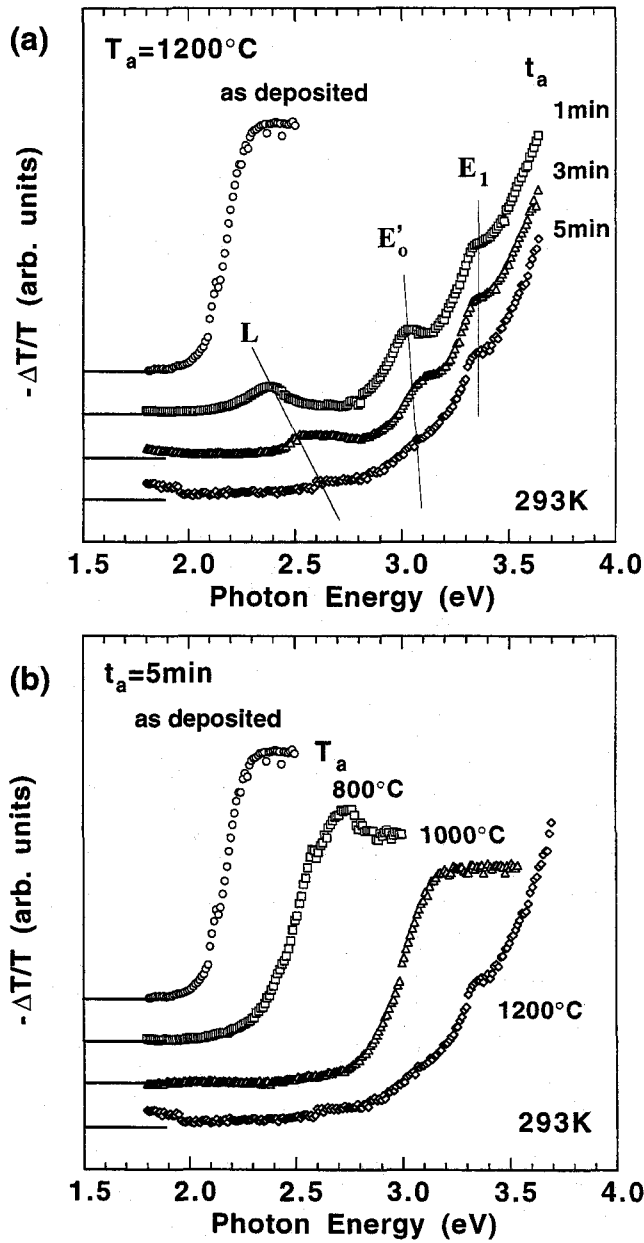 (a)
Tₐ=1200°C
tₐ
as deposited
1min
3min
5min
E₁
E'ₒ
L
-ΔT/T (arb. units)
293K
1.5 2.0 2.5 3.0 3.5 4.0
Photon Energy (eV)
(b)
tₐ=5min
as deposited
Tₐ
800°C
1000°C
1200°C
-ΔT/T (arb. units)
293K
1.5 2.0 2.5 3.0 3.5 4.0
Photon Energy (eV)